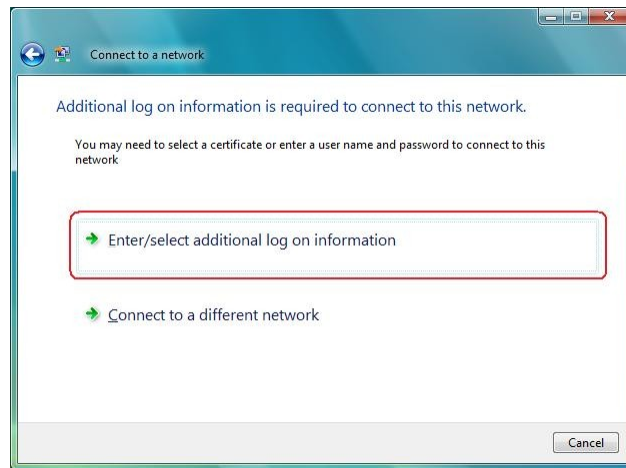 Connect to a network
Additional log on information is required to connect to this network.
You may need to select a certificate or enter a user name and password to connect to this
network
Enter/select additional log on information
Connect to a different network
Cancel